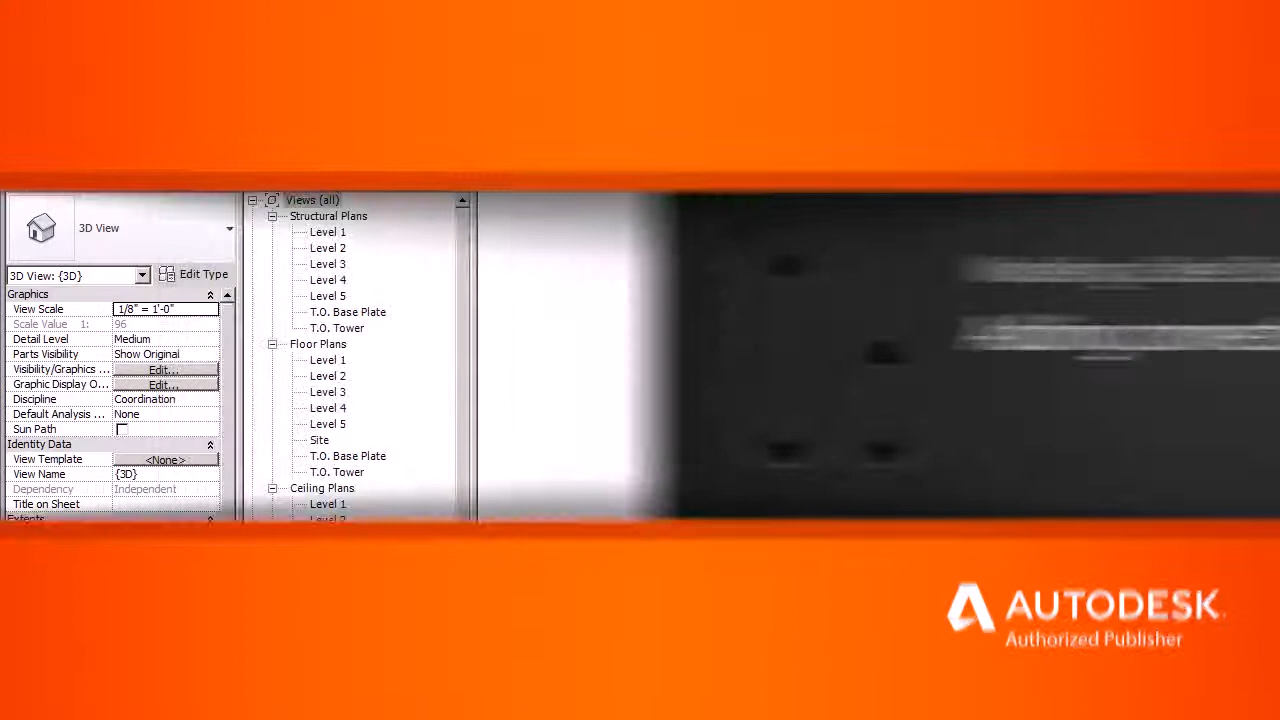 3D View
3D View: {3D}
Edit Type
Graphics
View Scale 1/8" = 1'-0"
Scale Value 1: 96
Detail Level Medium
Parts Visibility Show Original
Visibility/Graphics ... Edit...
Graphic Display O... Edit...
Discipline Coordination
Default Analysis ... None
Sun Path
Identity Data
View Template <None>
View Name {3D}
Dependency Independent
Title on Sheet
Extents
Views (all)
Structural Plans
Level 1
Level 2
Level 3
Level 4
Level 5
T.O. Base Plate
T.O. Tower
Floor Plans
Level 1
Level 2
Level 3
Level 4
Level 5
Site
T.O. Base Plate
T.O. Tower
Ceiling Plans
Level 1
Level 2
AUTODESK
Authorized Publisher